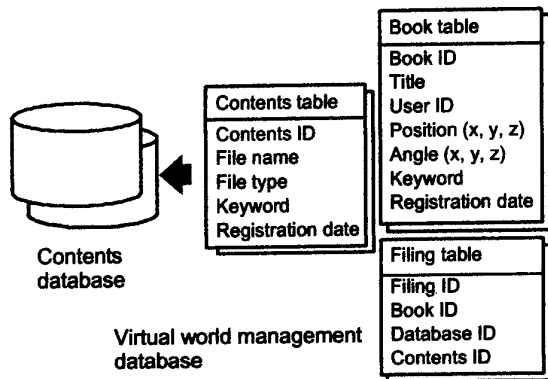 Book table
Book ID
Title
User ID
Position (x, y, z)
Angle (x, y, z)
Keyword
Registration date
Contents table
Contents ID
File name
File type
Keyword
Registration date
Contents
database
Filing table
Filing ID
Book ID
Database ID
Contents ID
Virtual world management
database